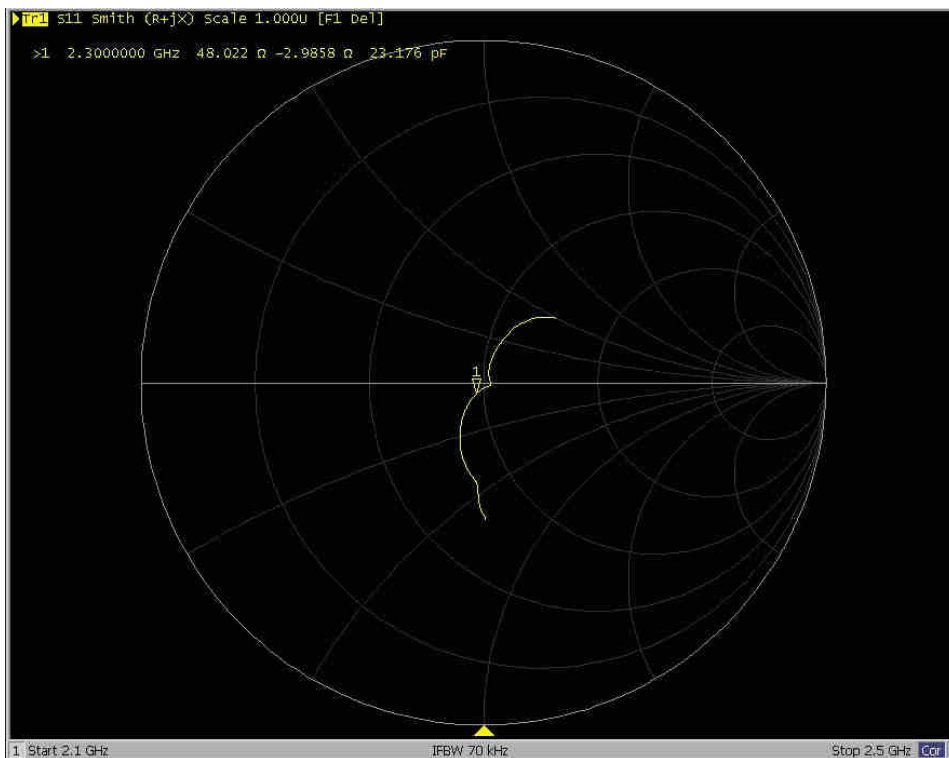 Tr1 S11 Smith (R+jX) Scale 1.000U [F1 Del]
>1 2.3000000 GHz 48.022 Ω -2.9858 Ω 23.176 pF
1
1 Start 2.1 GHz IFBW 70 kHz Stop 2.5 GHz Cor